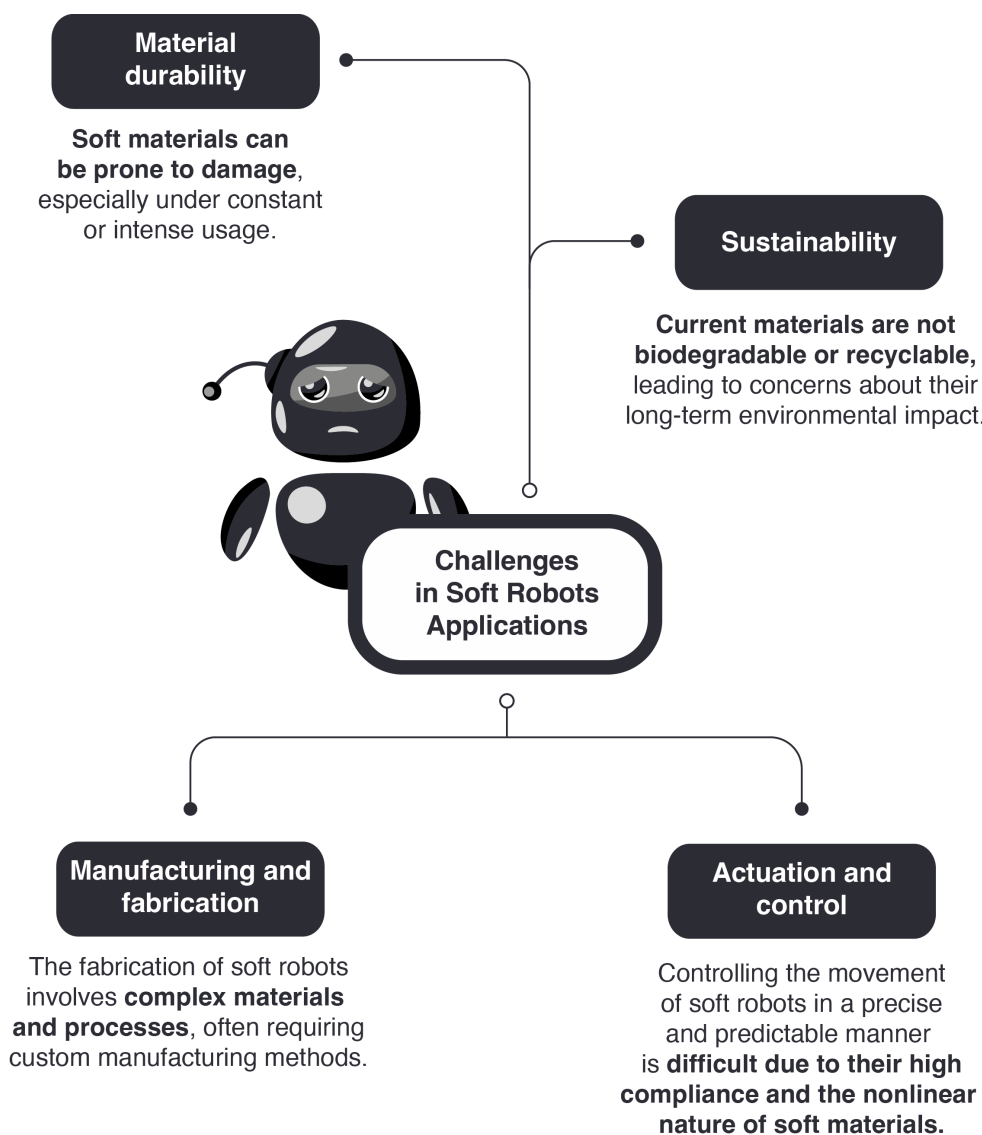 Material
durability
Soft materials can
be prone to damage,
especially under constant
or intense usage.
Sustainability
Current materials are not
biodegradable or recyclable,
leading to concerns about their
long-term environmental impact.
Challenges
in Soft Robots
Applications
Manufacturing and
fabrication
The fabrication of soft robots
involves complex materials
and processes, often requiring
custom manufacturing methods.
Actuation and
control
Controlling the movement
of soft robots in a precise
and predictable manner
is difficult due to their high
compliance and the nonlinear
nature of soft materials.